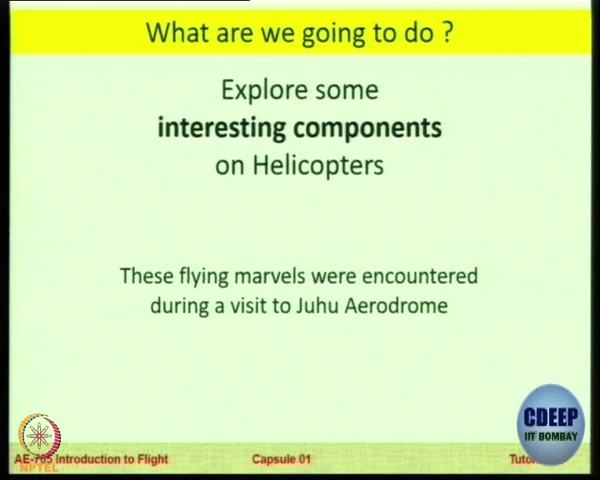 What are we going to do ?
Explore some
interesting components
on Helicopters
These flying marvels were encountered
during a visit to Juhu Aerodrome
CDEEP
IIT BOMBAY
AE-705 Introduction to Flight Capsule 01
NPTEL